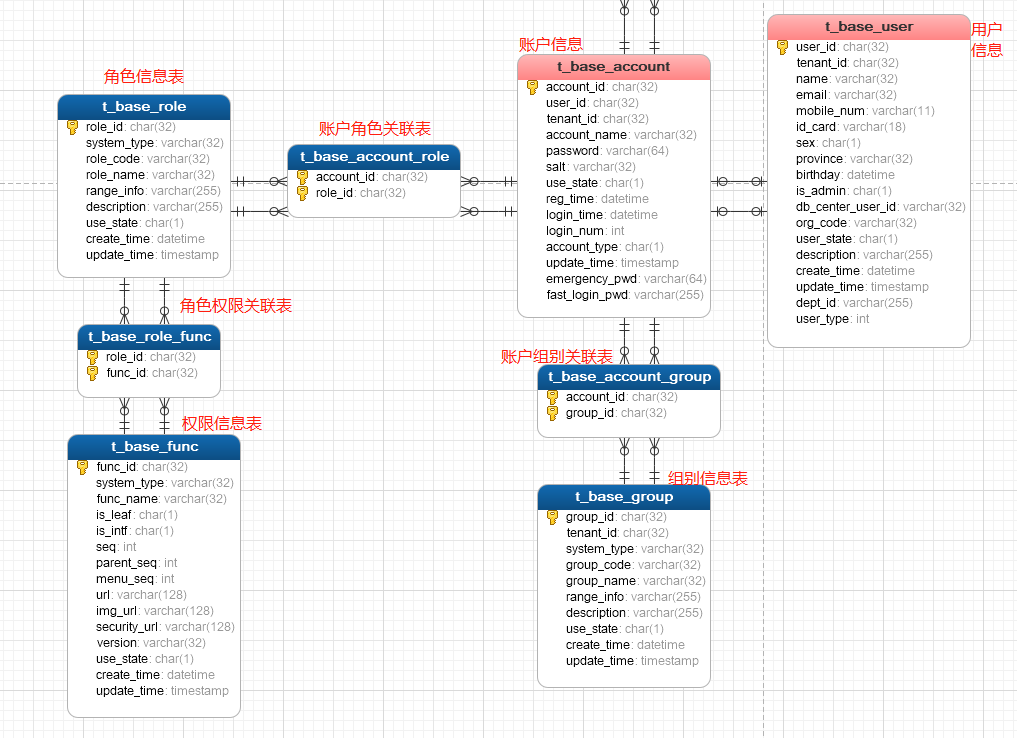 角色信息表
t_base_role
role_id: char(32)
system_type: varchar(32)
role_code: varchar(32)
role_name: varchar(32)
range_info: varchar(255)
description: varchar(255)
use_state: char(1)
create_time: datetime
update_time: timestamp
账户角色关联表
t_base_account_role
account_id: char(32)
role_id: char(32)
账户信息
t_base_account
account_id: char(32)
user_id: char(32)
tenant_id: char(32)
account_name: varchar(32)
password: varchar(64)
salt: varchar(32)
use_state: char(1)
reg_time: datetime
login_time: datetime
login_num: int
account_type: char(1)
update_time: timestamp
emergency_pwd: varchar(64)
fast_login_pwd: varchar(255)
用户
信息
t_base_user
user_id: char(32)
tenant_id: char(32)
name: varchar(32)
email: varchar(32)
mobile_num: varchar(11)
id_card: varchar(18)
sex: char(1)
province: varchar(32)
birthday: datetime
is_admin: char(1)
db_center_user_id: varchar(32)
org_code: varchar(32)
user_state: char(1)
description: varchar(255)
create_time: datetime
update_time: timestamp
dept_id: varchar(255)
user_type: int
角色权限关联表
t_base_role_func
role_id: char(32)
func_id: char(32)
权限信息表
t_base_func
func_id: char(32)
system_type: varchar(32)
func_name: varchar(32)
is_leaf: char(1)
is_intf: char(1)
seq: int
parent_seq: int
menu_seq: int
url: varchar(128)
img_url: varchar(128)
security_url: varchar(128)
version: varchar(32)
use_state: char(1)
create_time: datetime
update_time: timestamp
账户组别关联表
t_base_account_group
account_id: char(32)
group_id: char(32)
组别信息表
t_base_group
group_id: char(32)
tenant_id: char(32)
system_type: varchar(32)
group_code: varchar(32)
group_name: varchar(32)
range_info: varchar(255)
description: varchar(255)
use_state: char(1)
create_time: datetime
update_time: timestamp